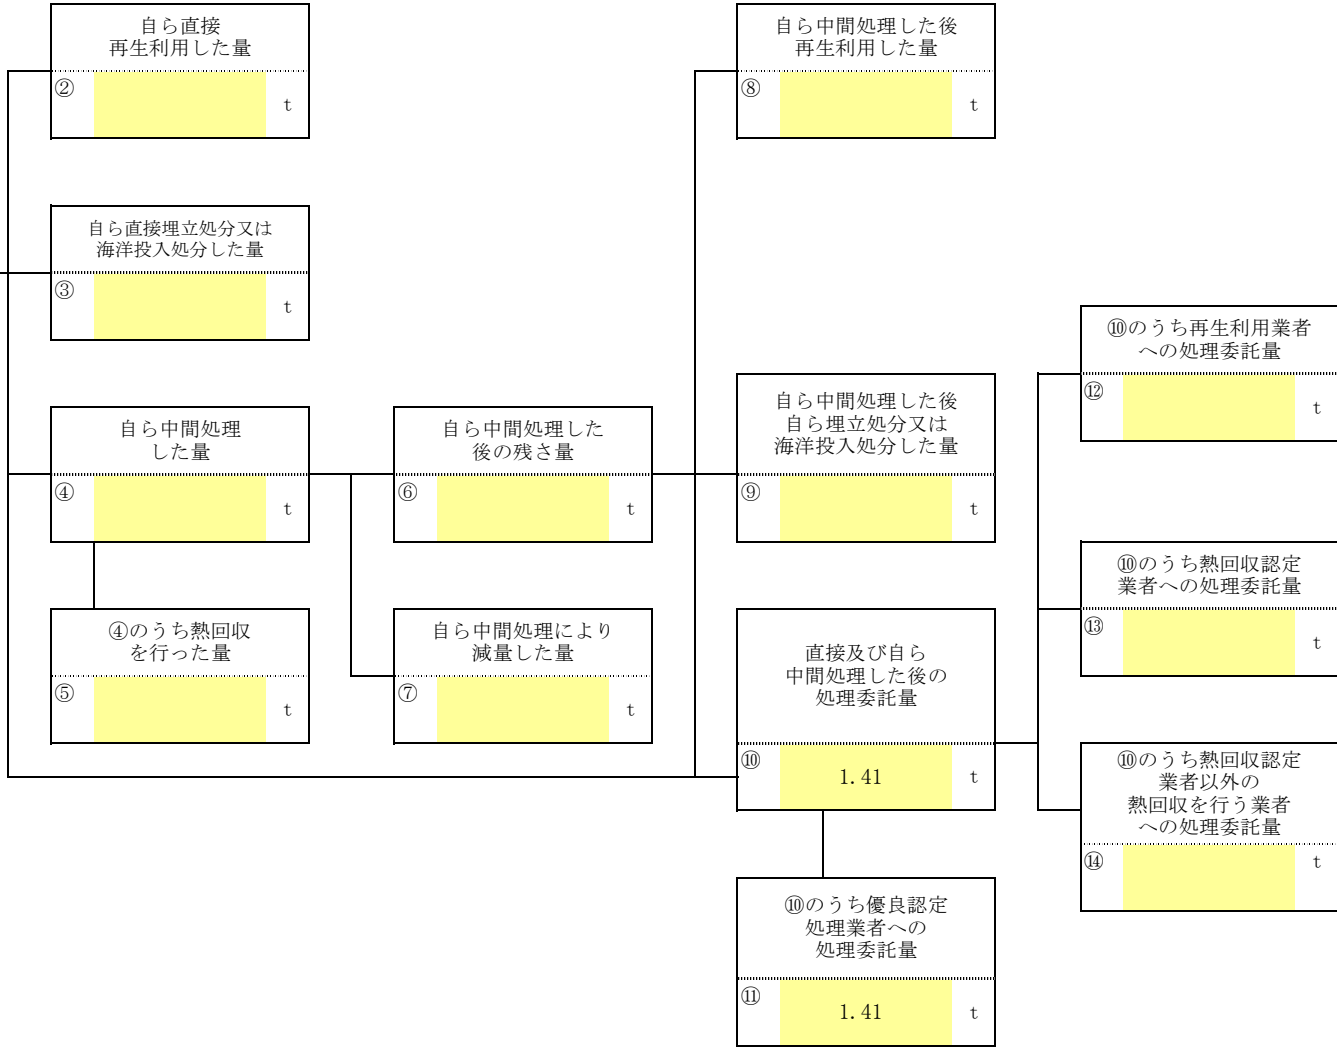 自ら直接
再生利用した量
②
t
自ら中間処理した後
再生利用した量
⑧
t
自ら直接埋立処分又は
海洋投入処分した量
③
t
⑩のうち再生利用業者
への処理委託量
⑫
t
自ら中間処理
した量
④
t
自ら中間処理した
後の残さ量
⑥
t
自ら中間処理した後
自ら埋立処分又は
海洋投入処分した量
⑨
t
⑩のうち熱回収認定
業者への処理委託量
⑬
t
④のうち熱回収
を行った量
⑤
t
自ら中間処理により
減量した量
⑦
t
直接及び自ら
中間処理した後の
処理委託量
⑩
1.41
t
⑩のうち熱回収認定
業者以外の
熱回収を行う業者
への処理委託量
⑭
t
⑩のうち優良認定
処理業者への
処理委託量
⑪
1.41
t